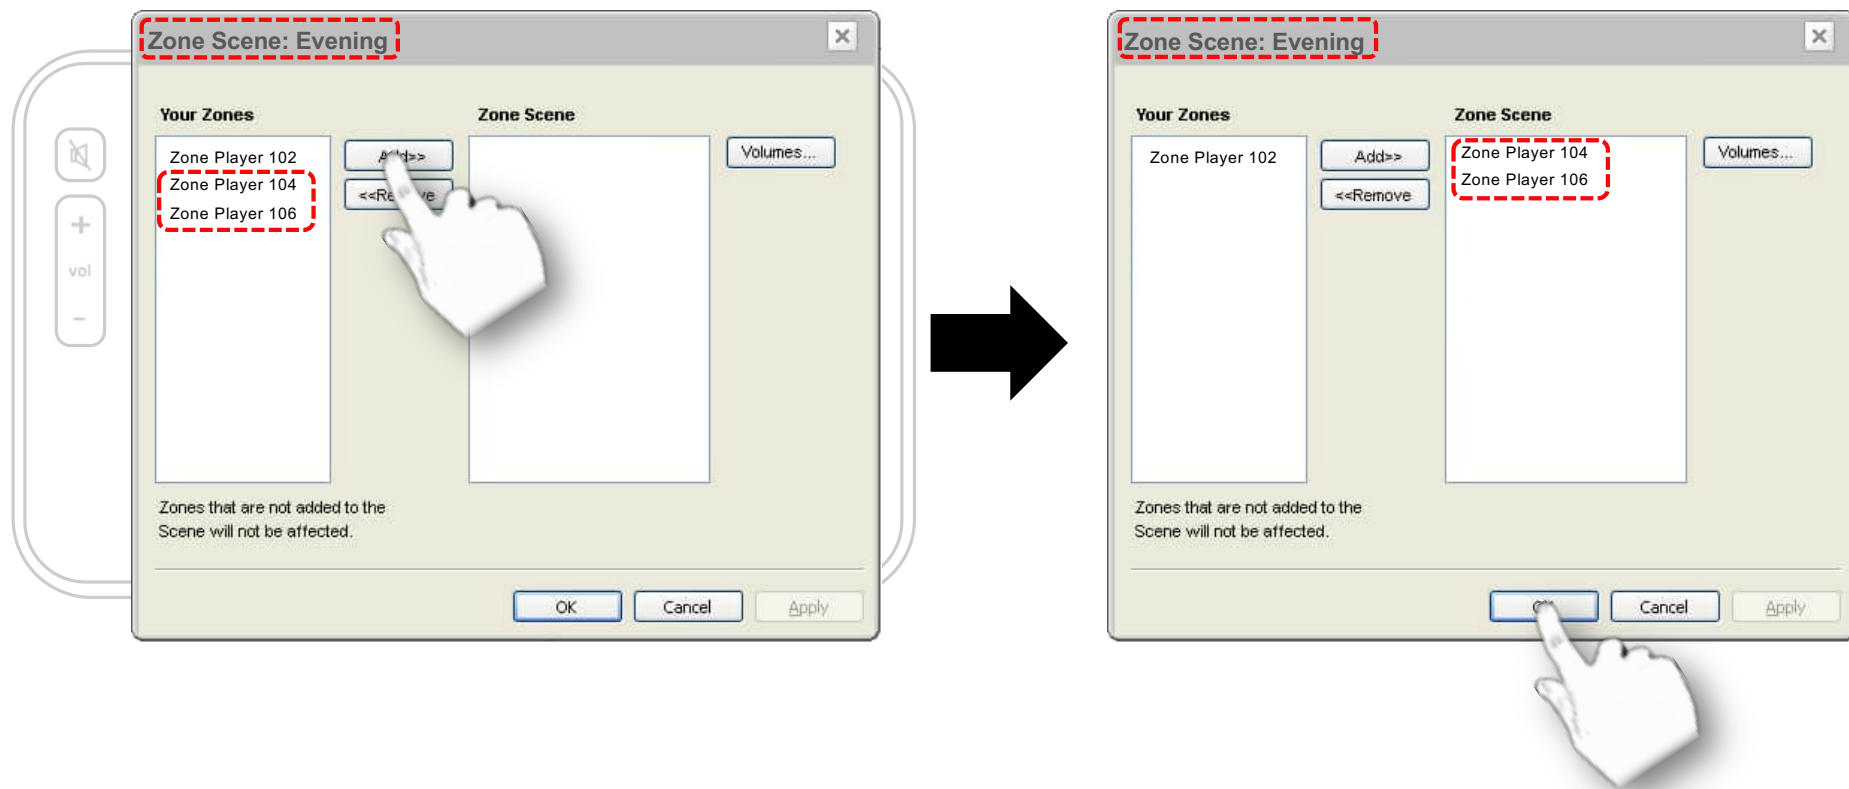 Zone Scene: Evening
Your Zones
Zone Scene
Zone Player 102
Zone Player 104
Zone Player 106
Add>>
Volumes...
Zones that are not added to the
Scene will not be affected.
OK
Cancel
Apply
+
vol
-
Zone Scene: Evening
Your Zones
Zone Scene
Zone Player 102
Add>>
<<Remove
Zone Player 104
Zone Player 106
Volumes...
Zones that are not added to the
Scene will not be affected.
Cancel
Apply